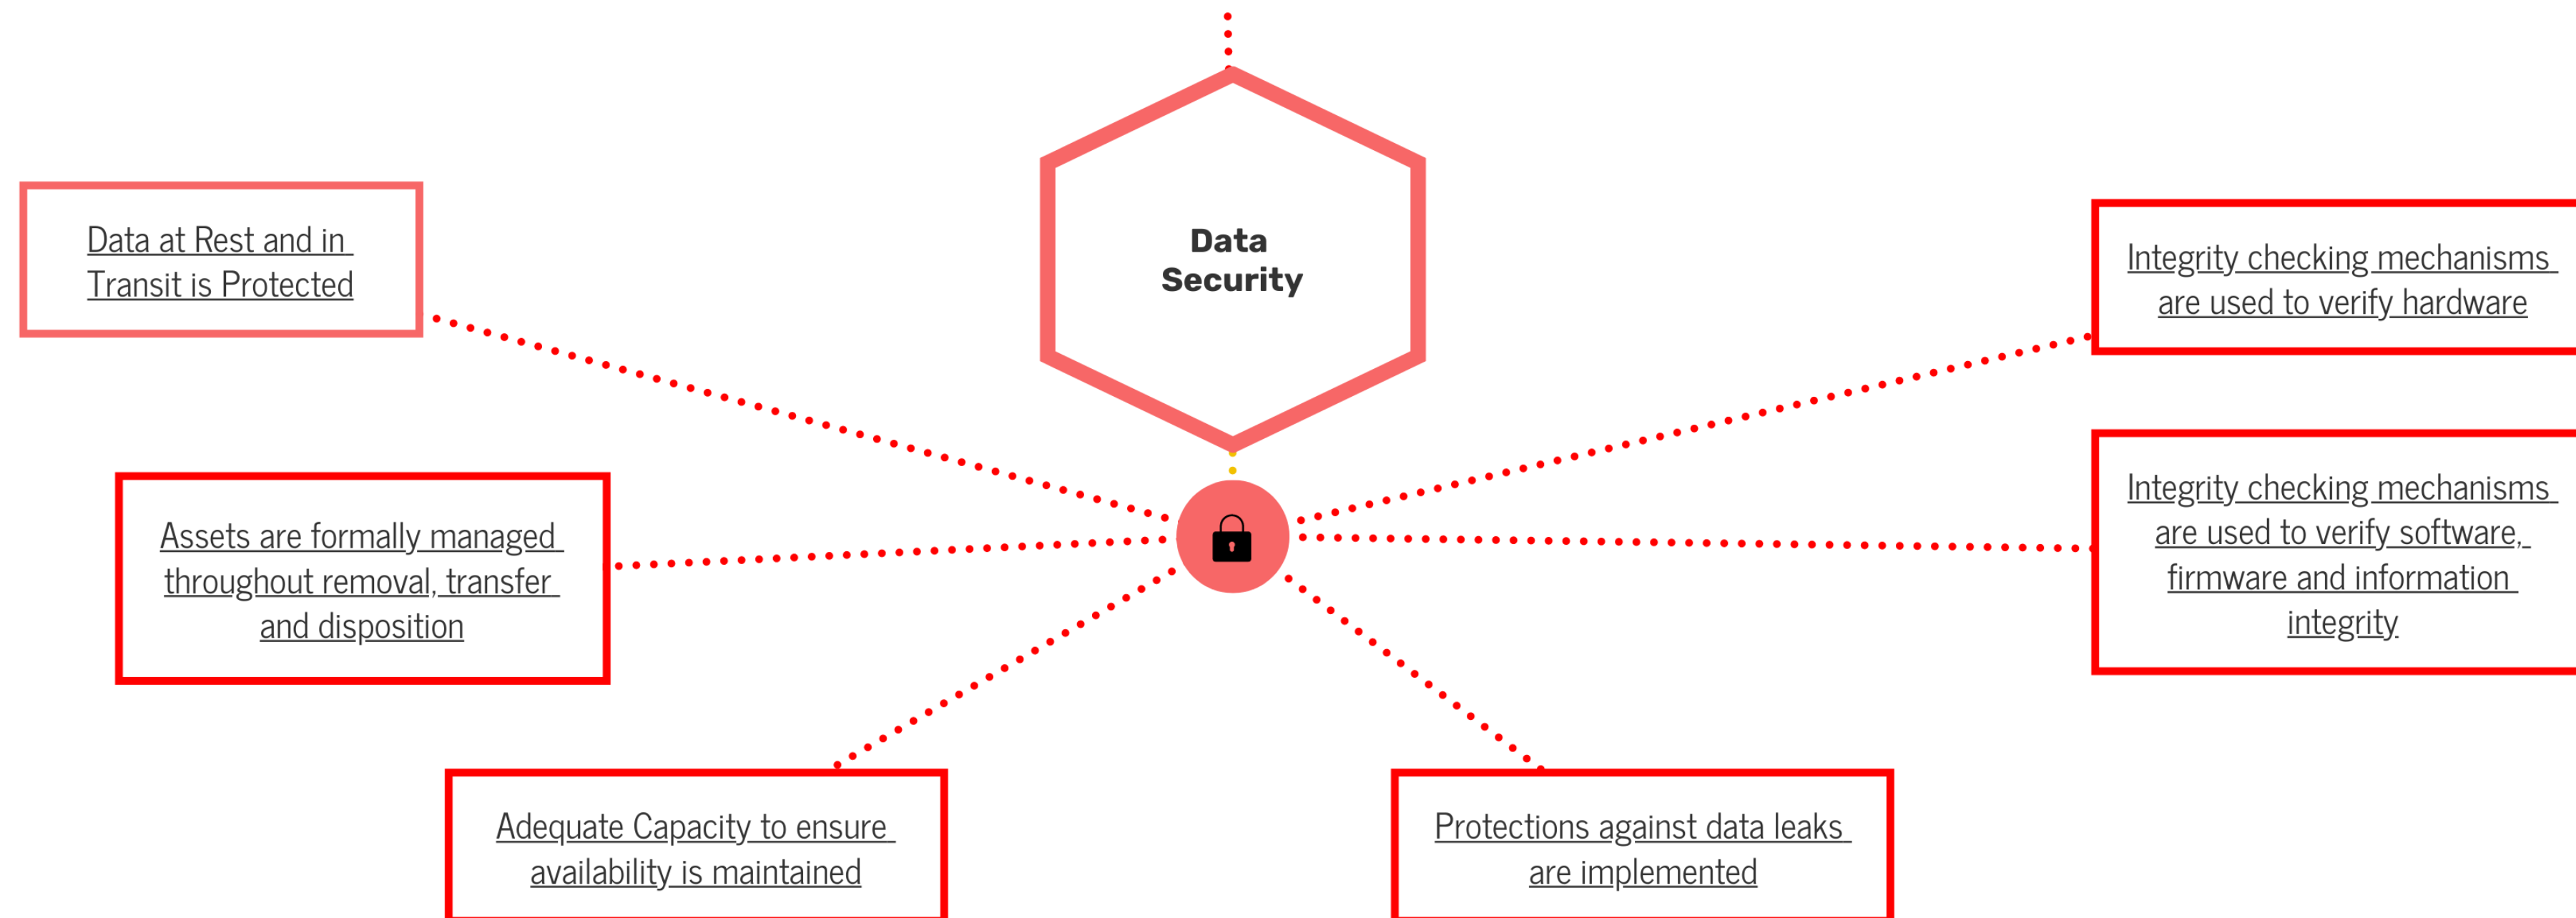 Data
Security
Data at Rest and in
Transit is Protected
Integrity checking mechanisms
are used to verify hardware
Assets are formally managed
throughout removal, transfer
and disposition
Integrity checking mechanisms
are used to verify software,
firmware and information
integrity
Adequate Capacity to ensure
availability is maintained
Protections against data leaks
are implemented